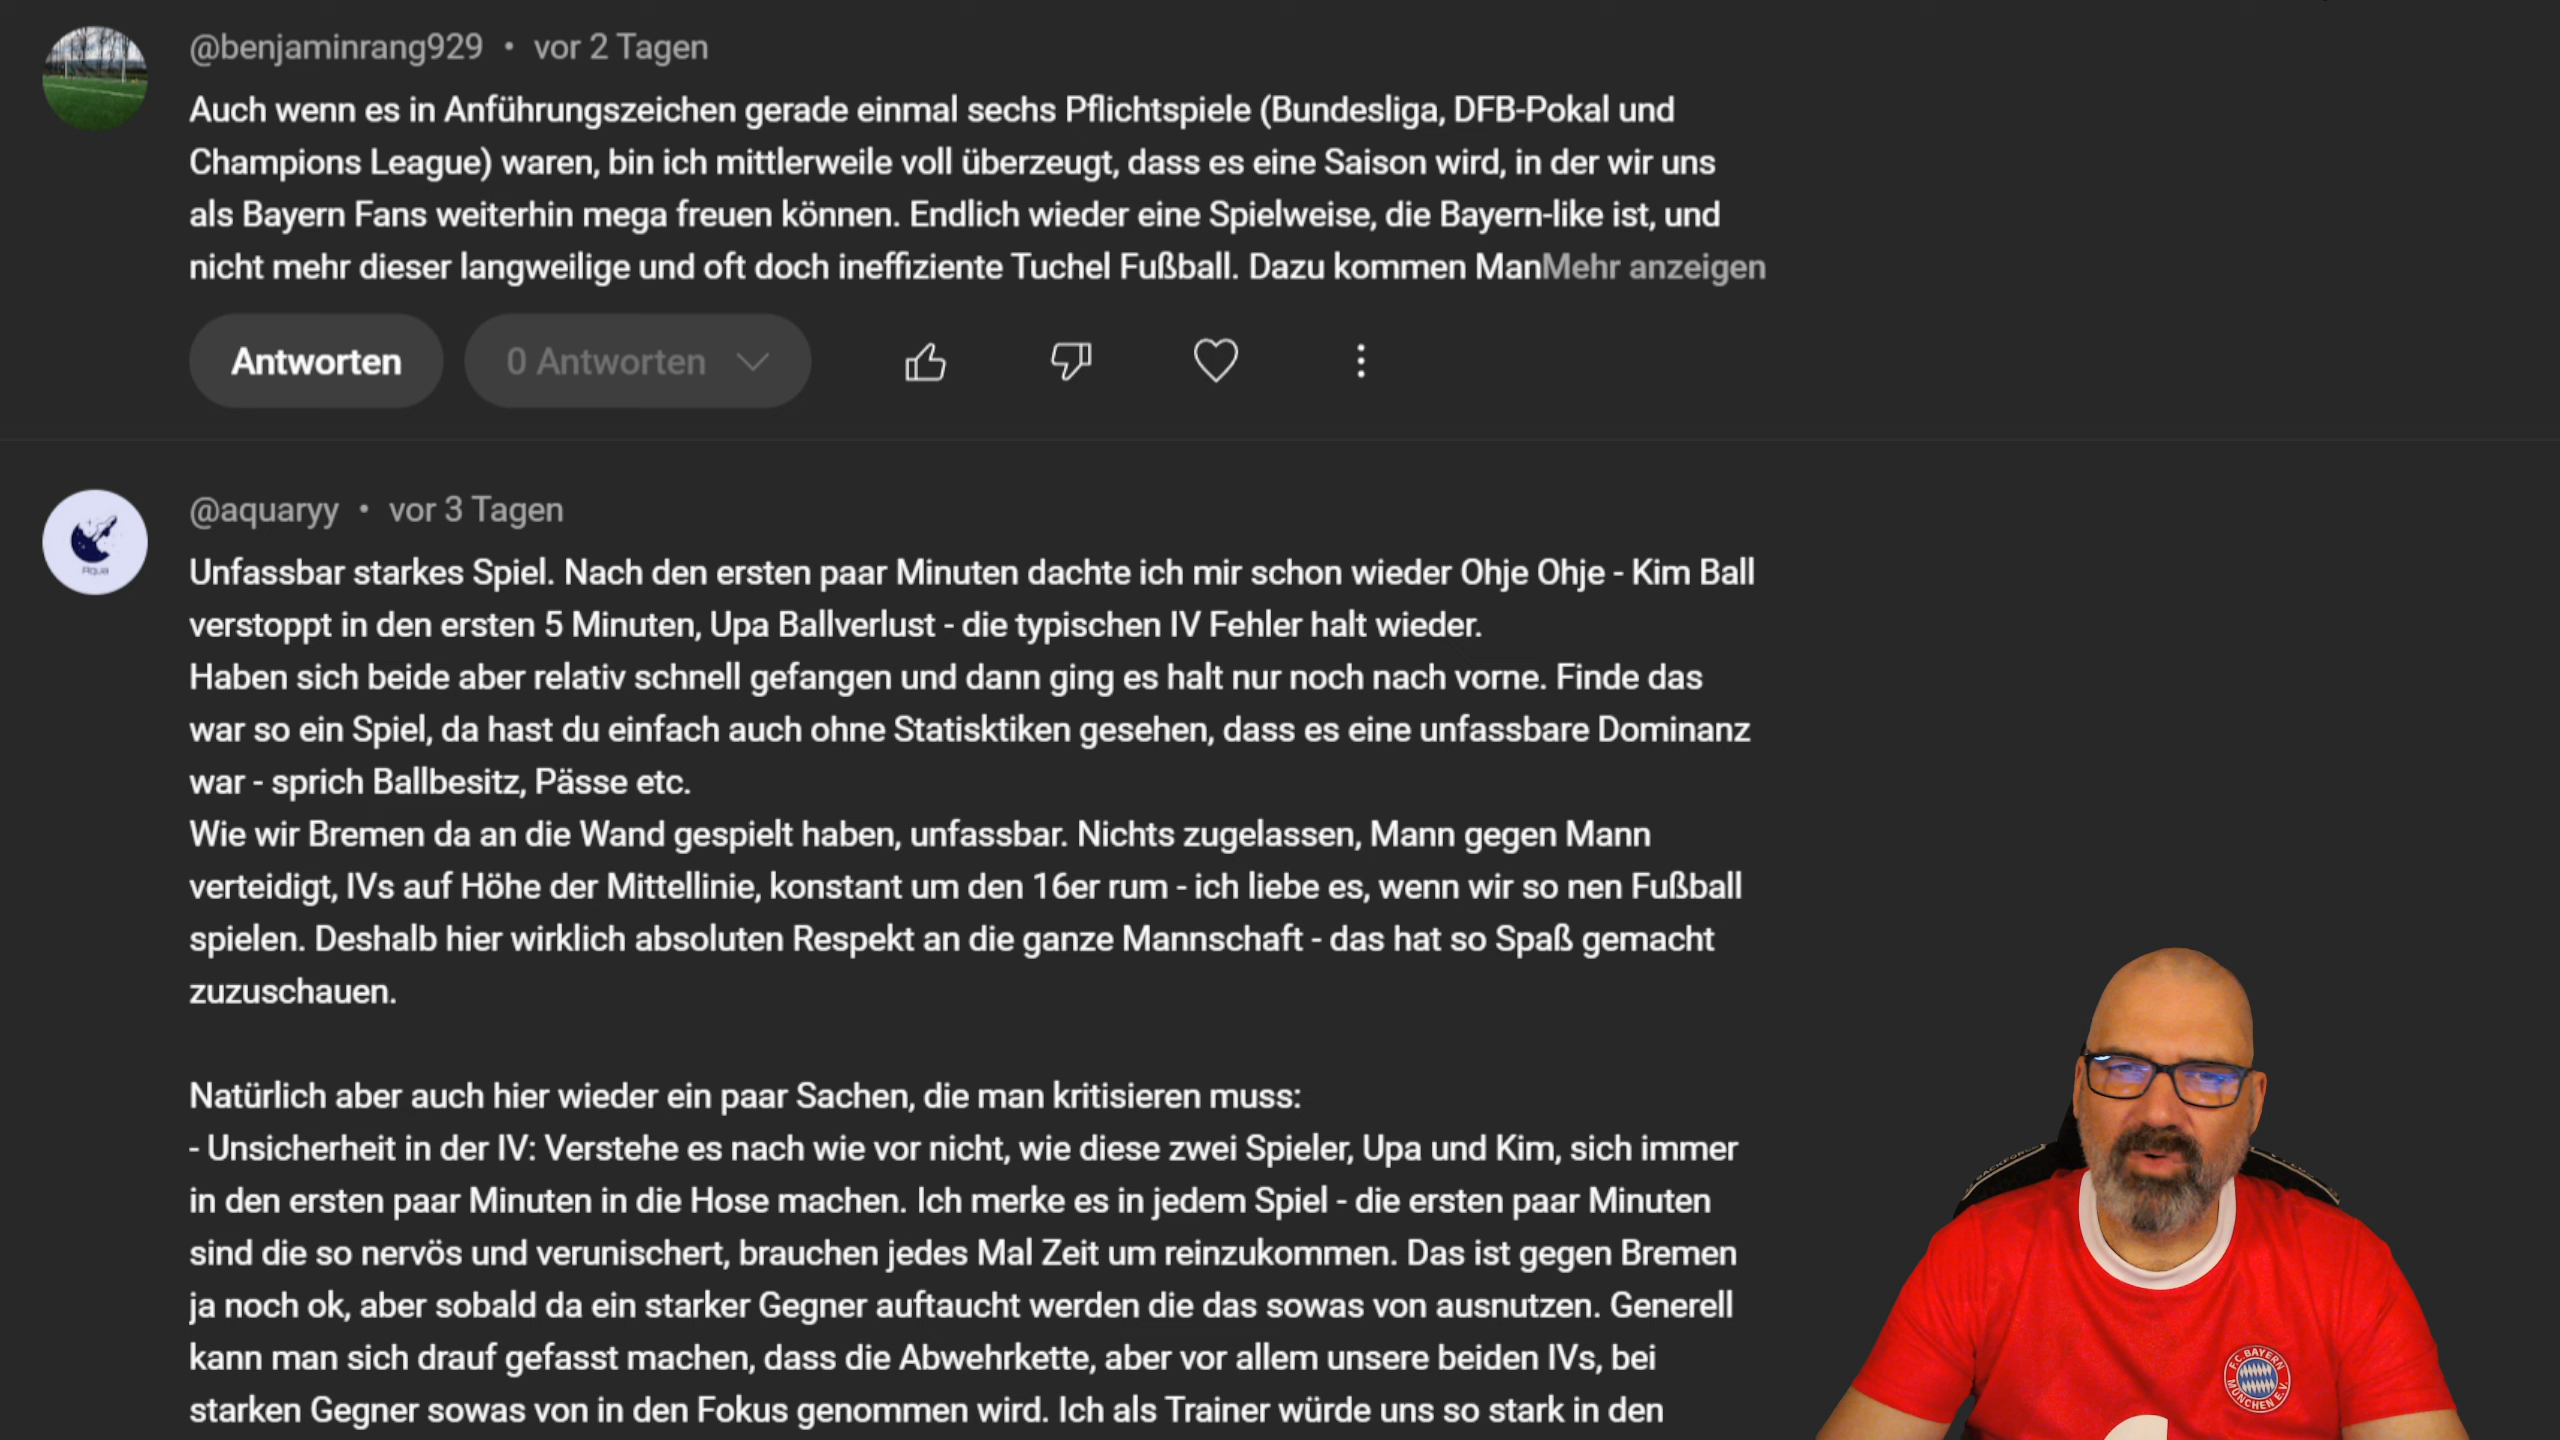 @benjaminrang929 • vor 2 Tagen
Auch wenn es in Anführungszeichen gerade einmal sechs Pflichtspiele (Bundesliga, DFB-Pokal und
Champions League) waren, bin ich mittlerweile voll überzeugt, dass es eine Saison wird, in der wir uns
als Bayern Fans weiterhin mega freuen können. Endlich wieder eine Spielweise, die Bayern-like ist, und
nicht mehr dieser langweilige und oft doch ineffiziente Tuchel Fußball. Dazu kommen ManMehr anzeigen
Antworten 0 Antworten
@aquaryy • vor 3 Tagen
Aqua
Unfassbar starkes Spiel. Nach den ersten paar Minuten dachte ich mir schon wieder Ohje Ohje - Kim Ball
verstoppt in den ersten 5 Minuten, Upa Ballverlust - die typischen IV Fehler halt wieder.
Haben sich beide aber relativ schnell gefangen und dann ging es halt nur noch nach vorne. Finde das
war so ein Spiel, da hast du einfach auch ohne Statisktiken gesehen, dass es eine unfassbare Dominanz
war - sprich Ballbesitz, Pässe etc.
Wie wir Bremen da an die Wand gespielt haben, unfassbar. Nichts zugelassen, Mann gegen Mann
verteidigt, IVs auf Höhe der Mittellinie, konstant um den 16er rum - ich liebe es, wenn wir so nen Fußball
spielen. Deshalb hier wirklich absoluten Respekt an die ganze Mannschaft - das hat so Spaß gemacht
zuzuschauen.
Natürlich aber auch hier wieder ein paar Sachen, die man kritisieren muss:
- Unsicherheit in der IV: Verstehe es nach wie vor nicht, wie diese zwei Spieler, Upa und Kim, sich immer
in den ersten paar Minuten in die Hose machen. Ich merke es in jedem Spiel - die ersten paar Minuten
sind die so nervös und verunischert, brauchen jedes Mal Zeit um reinzukommen. Das ist gegen Bremen
ja noch ok, aber sobald da ein starker Gegner auftaucht werden die das sowas von ausnutzen. Generell
kann man sich drauf gefasst machen, dass die Abwehrkette, aber vor allem unsere beiden IVs, bei
starken Gegner sowas von in den Fokus genommen wird. Ich als Trainer würde uns so stark in den
F.C. BAYERN
MÜNCHEN E.V.